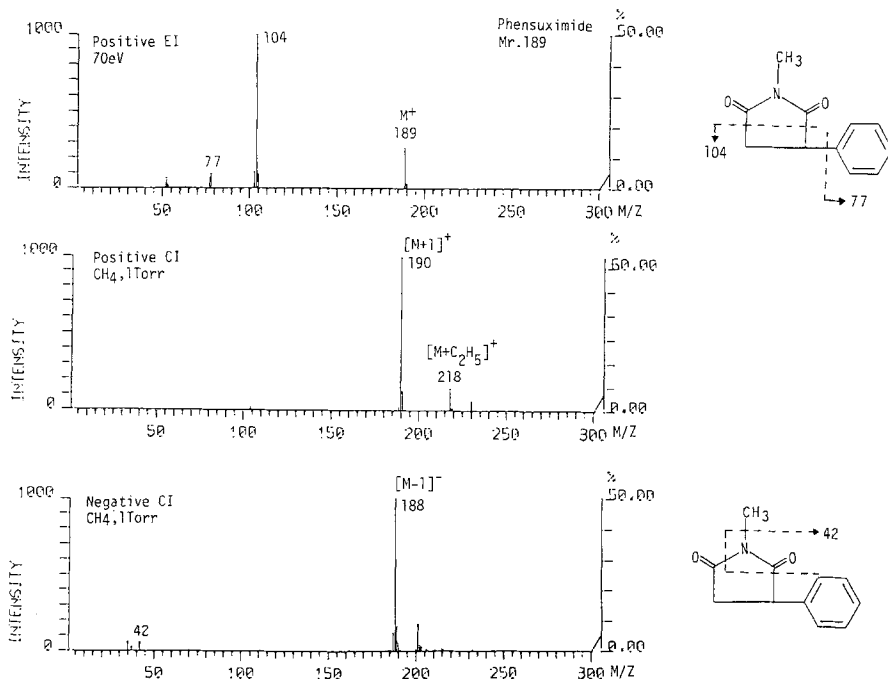 1000
Positive EI
70eV
104
Phensuximide
Mr.189
%
50.00
INTENSITY
77
M+
189
0
0.00
50 100 150 200 250 300 M/Z
CH3
N
O O
104
77
1000
Positive CI
CH4,1Torr
[M+1]+
190
%
60.00
INTENSITY
[M+C2H5]+
218
0
0.00
50 100 150 200 250 300 M/Z
1000
Negative CI
CH4,1Torr
[M-1]-
188
%
50.00
INTENSITY
42
0
0.00
50 100 150 200 250 300 M/Z
CH3
42
N
O O